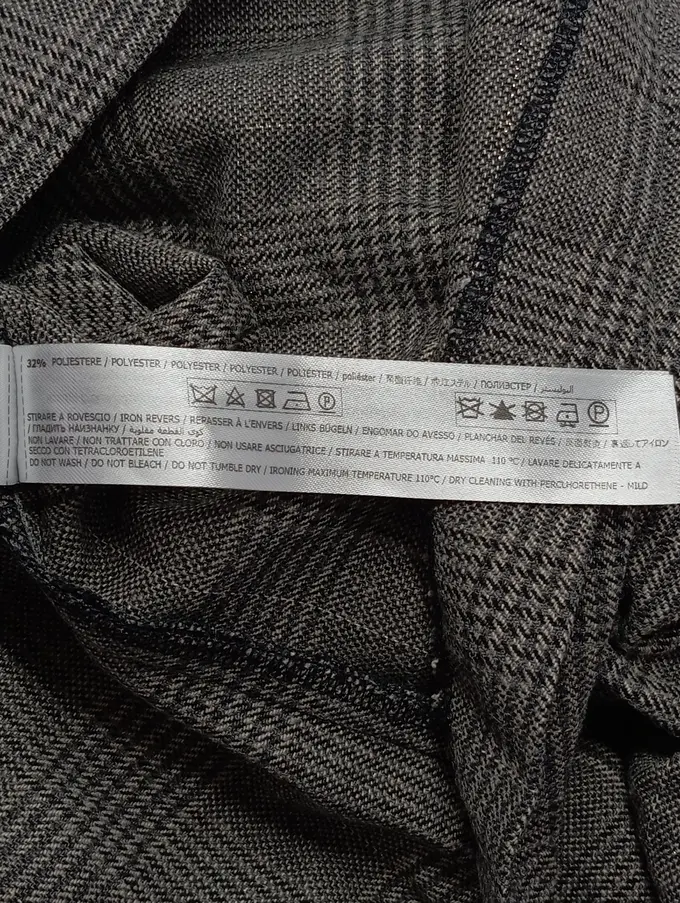 32% POLIESTERE / POLYESTER / POLYESTER / POLYESTER / POLIÉSTER / poliéster / 聚酯纤维 / ポリエステル / ПОЛИЭСТЕР / البوليستر
P P
STIRARE A ROVESCIO / IRON REVERS / REPASSER À L'ENVERS / LINKS BÜGELN / ENGOMAR DO AVESSO / PLANCHAR DEL REVÉS / 反面熨烫 / 裏返してアイロン
/ ГЛАДИТЬ НАИЗНАНКУ / كوي القطعة مقلوبة
NON LAVARE / NON TRATTARE CON CLORO / NON USARE ASCIUGATRICE / STIRARE A TEMPERATURA MASSIMA 110 °C / LAVARE DELICATAMENTE A
SECCO CON TETRACLOROETILENE
DO NOT WASH / DO NOT BLEACH / DO NOT TUMBLE DRY / IRONING MAXIMUM TEMPERATURE 110°C / DRY CLEANING WITH PERCLHORETHENE - MILD